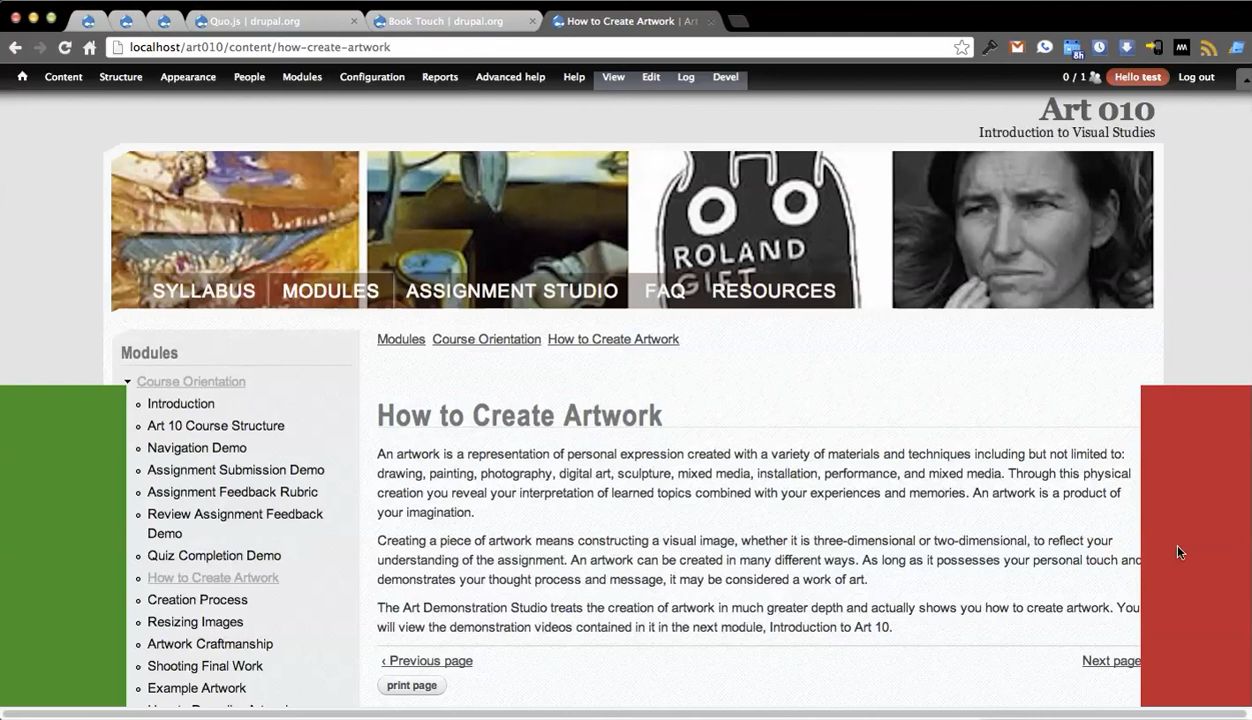 Quo.js | drupal.org
Book Touch | drupal.org
How to Create Artwork | Art
localhost/art010/content/how-create-artwork
8h
Content Structure Appearance People Modules Configuration Reports Advanced help Help View Edit Log Devel 0 / 1 Hello test Log out
Art 010
Introduction to Visual Studies
ROLAND
GIFT
SYLLABUS MODULES ASSIGNMENT STUDIO FAQ RESOURCES
Modules Course Orientation How to Create Artwork
Modules
Course Orientation
Introduction
Art 10 Course Structure
Navigation Demo
Assignment Submission Demo
Assignment Feedback Rubric
Review Assignment Feedback
Demo
Quiz Completion Demo
How to Create Artwork
Creation Process
Resizing Images
Artwork Craftmanship
Shooting Final Work
Example Artwork
How to Create Artwork
An artwork is a representation of personal expression created with a variety of materials and techniques including but not limited to:
drawing, painting, photography, digital art, sculpture, mixed media, installation, performance, and mixed media. Through this physical
creation you reveal your interpretation of learned topics combined with your experiences and memories. An artwork is a product of
your imagination.
Creating a piece of artwork means constructing a visual image, whether it is three-dimensional or two-dimensional, to reflect your
understanding of the assignment. An artwork can be created in many different ways. As long as it possesses your personal touch and
demonstrates your thought process and message, it may be considered a work of art.
The Art Demonstration Studio treats the creation of artwork in much greater depth and actually shows you how to create artwork. You
will view the demonstration videos contained in it in the next module, Introduction to Art 10.
‹ Previous page
Next page
print page